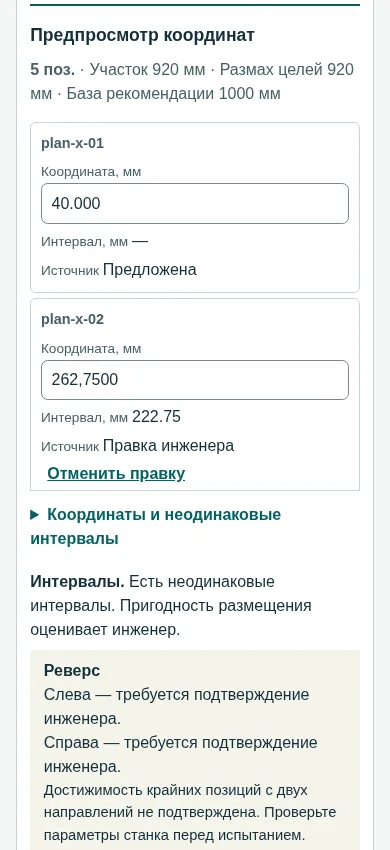 Предпросмотр координат
5 поз. · Участок 920 мм · Размах целей 920
мм · База рекомендации 1000 мм
plan-x-01
Координата, мм
40.000
Интервал, мм —
Источник Предложена
plan-x-02
Координата, мм
262,7500
Интервал, мм 222.75
Источник Правка инженера
Отменить правку
▶ Координаты и неодинаковые
интервалы
Интервалы. Есть неодинаковые
интервалы. Пригодность размещения
оценивает инженер.
Реверс
Слева — требуется подтверждение
инженера.
Справа — требуется подтверждение
инженера.
Достижимость крайних позиций с двух
направлений не подтверждена. Проверьте
параметры станка перед испытанием.